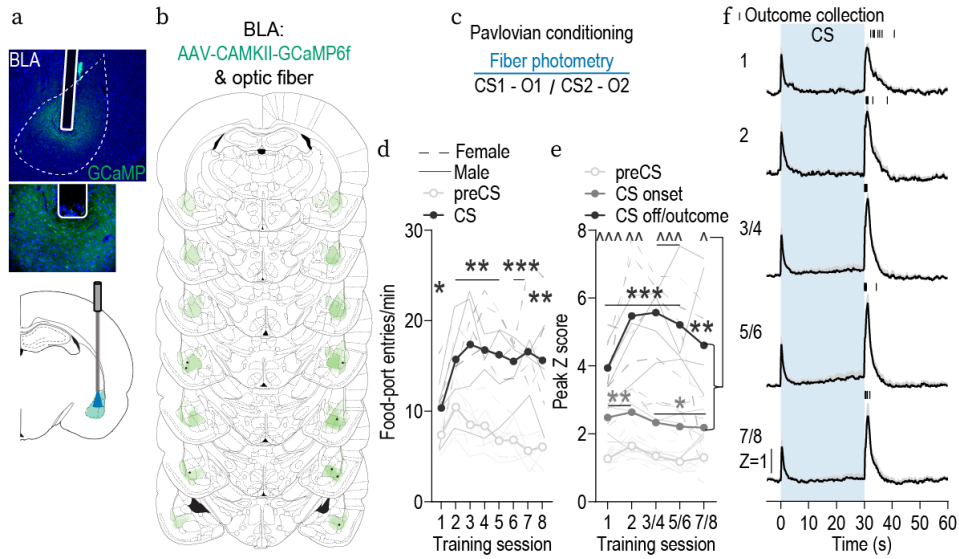 a
BLA
GCaMP
b
BLA:
AAV-CAMKII-GCaMP6f
& optic fiber
c
Pavlovian conditioning
Fiber photometry
CS1 - O1 / CS2 - O2
d
Female
Male
preCS
CS
Food-port entries/min
30
20
10
0
*
**
***
**
1 2 3 4 5 6 7 8
Training session
e
preCS
CS onset
CS off/outcome
Peak Z score
8
6
4
2
0
^^^ ^^ ^^^ ^
***
**
**
*
1 2 3/4 5/6 7/8
Training session
f
Outcome collection
CS
1
2
3/4
5/6
7/8
Z=1
0 10 20 30 40 50 60
Time (s)